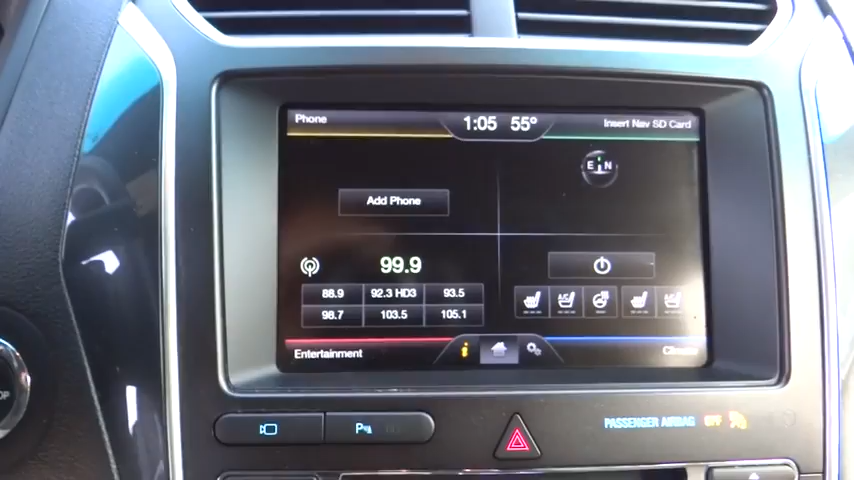 Phone
1:05 55°
Insert Nav SD Card
E N
Add Phone
99.9
88.9 92.3 HD3 93.5
98.7 103.5 105.1
A/C A/C
Entertainment
i
Climate
P
OFF
PASSENGER AIRBAG OFF